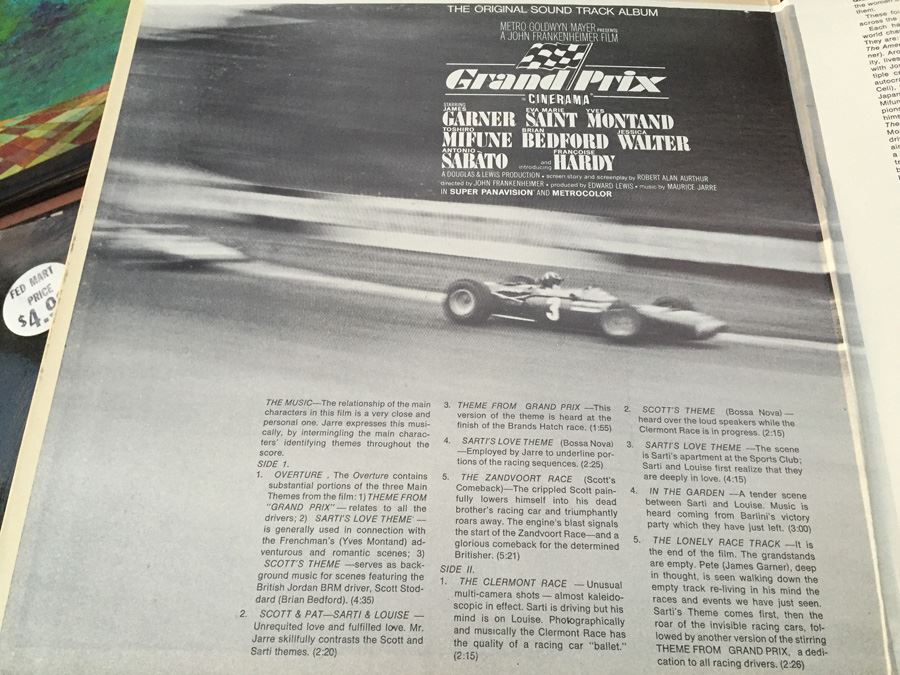 THE ORIGINAL SOUND TRACK ALBUM
METRO GOLDWYN MAYER PRESENTS
A JOHN FRANKENHEIMER FILM
Grand Prix
IN CINERAMA
STARRING
JAMES GARNER EVA MARIE SAINT YVES MONTAND
TOSHIRO MIFUNE BRIAN BEDFORD JESSICA WALTER
ANTONIO SABATO and introducing FRANCOISE HARDY
A DOUGLAS & LEWIS PRODUCTION • screen story and screenplay by ROBERT ALAN AURTHUR
directed by JOHN FRANKENHEIMER • produced by EDWARD LEWIS • music by MAURICE JARRE
IN SUPER PANAVISION AND METROCOLOR
3
FED MART
PRICE
THE MUSIC—The relationship of the main
characters in this film is a very close and
personal one. Jarre expresses this musi-
cally, by intermingling the main charac-
ters' identifying themes throughout the
score.
SIDE 1.
1. OVERTURE . The Overture contains
substantial portions of the three Main
Themes from the film: 1) THEME FROM
"GRAND PRIX" — relates to all the
drivers; 2) SARTI'S LOVE THEME —
is generally used in connection with
the Frenchman's (Yves Montand) ad-
venturous and romantic scenes; 3)
SCOTT'S THEME —serves as back-
ground music for scenes featuring the
British Jordan BRM driver, Scott Stod-
dard (Brian Bedford). (4:35)
2. SCOTT & PAT—SARTI & LOUISE —
Unrequited love and fulfilled love. Mr.
Jarre skillfully contrasts the Scott and
Sarti themes. (2:20)
3. THEME FROM GRAND PRIX —This
version of the theme is heard at the
finish of the Brands Hatch race. (1:55)
4. SARTI'S LOVE THEME (Bossa Nova)
—Employed by Jarre to underline por-
tions of the racing sequences. (2:25)
5. THE ZANDVOORT RACE (Scott's
Comeback)—The crippled Scott pain-
fully lowers himself into his dead
brother's racing car and triumphantly
roars away. The engine's blast signals
the start of the Zandvoort Race—and a
glorious comeback for the determined
Britisher. (5:21)
SIDE II.
1. THE CLERMONT RACE — Unusual
multi-camera shots — almost kaleido-
scopic in effect. Sarti is driving but his
mind is on Louise. Photographically
and musically the Clermont Race has
the quality of a racing car "ballet."
(2:15)
2. SCOTT'S THEME (Bossa Nova) —
heard over the loud speakers while the
Clermont Race is in progress. (2:15)
3. SARTI'S LOVE THEME —The scene
is Sarti's apartment at the Sports Club;
Sarti and Louise first realize that they
are deeply in love. (4:15)
4. IN THE GARDEN —A tender scene
between Sarti and Louise. Music is
heard coming from Barlini's victory
party which they have just left. (3:00)
5. THE LONELY RACE TRACK —It is
the end of the film. The grandstands
are empty. Pete (James Garner), deep
in thought, is seen walking down the
empty track re-living in his mind the
races and events we have just seen.
Sarti's Theme comes first, then the
roar of the invisible racing cars, fol-
lowed by another version of the stirring
THEME FROM GRAND PRIX, a dedi-
cation to all racing drivers. (2:26)